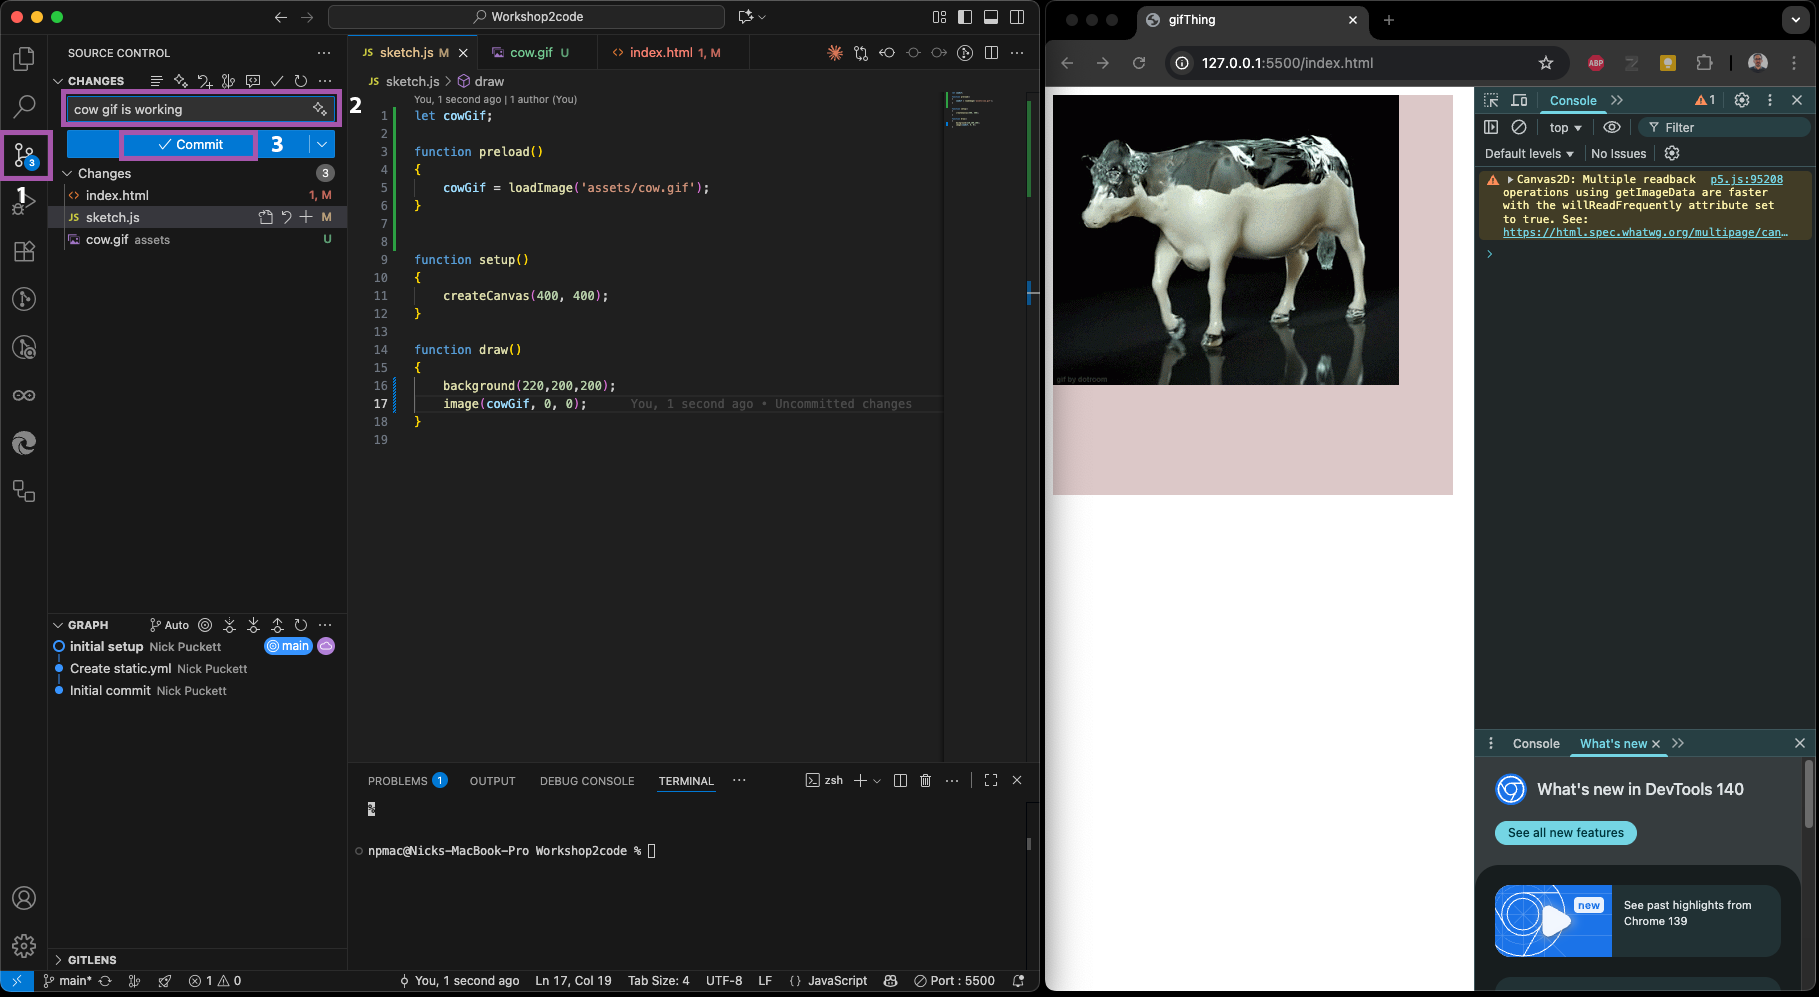 Workshop2code
SOURCE CONTROL
CHANGES
cow gif is working
2
Commit
3
3
1
Changes
3
index.html
1, M
JS sketch.js
M
cow.gif assets
U
GRAPH
Auto
initial setup Nick Puckett
main
Create static.yml Nick Puckett
Initial commit Nick Puckett
GITLENS
JS sketch.js M
cow.gif U
index.html 1, M
JS sketch.js > draw
You, 1 second ago | 1 author (You)
1 let cowGif;
2
3 function preload()
4 {
5 cowGif = loadImage('assets/cow.gif');
6 }
7
8
9 function setup()
10 {
11 createCanvas(400, 400);
12 }
13
14 function draw()
15 {
16 background(220,200,200);
17 image(cowGif, 0, 0); You, 1 second ago • Uncommitted changes
18 }
19
PROBLEMS 1
OUTPUT
DEBUG CONSOLE
TERMINAL
zsh
%
npmac@Nicks-MacBook-Pro Workshop2code %
main*
1 0
You, 1 second ago
Ln 17, Col 19
Tab Size: 4
UTF-8
LF
{} JavaScript
Port : 5500
gifThing
127.0.0.1:5500/index.html
ABP
Z
gif by dotroom
Console
1
top
Filter
Default levels
No Issues
Canvas2D: Multiple readback p5.js:95208
operations using getImageData are faster
with the willReadFrequently attribute set
to true. See:
https://html.spec.whatwg.org/multipage/can…
Console
What's new
What's new in DevTools 140
See all new features
new
See past highlights from
Chrome 139